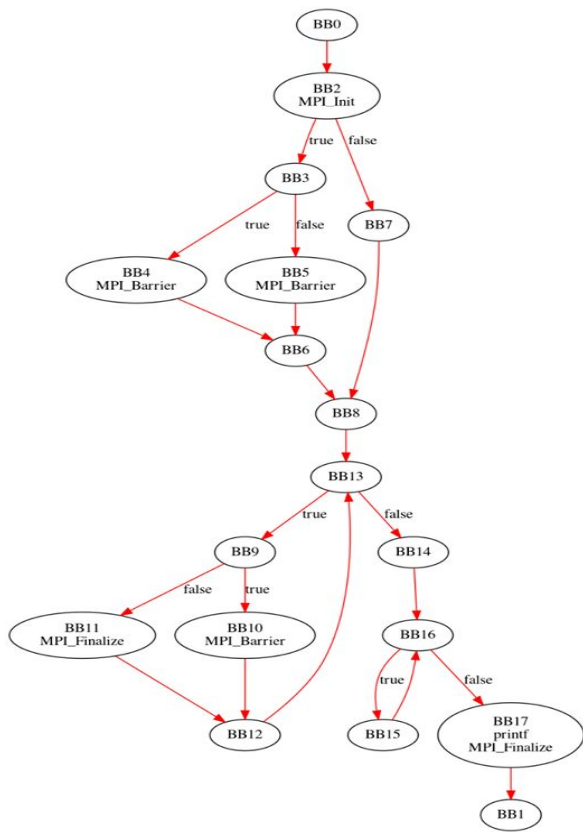 BB0
BB2
MPI_Init
true
false
BB3
BB7
true
false
BB4
MPI_Barrier
BB5
MPI_Barrier
BB6
BB8
BB13
true
false
BB9
BB14
false
true
BB11
MPI_Finalize
BB10
MPI_Barrier
BB16
true
false
BB12
BB15
BB17
printf
MPI_Finalize
BB1